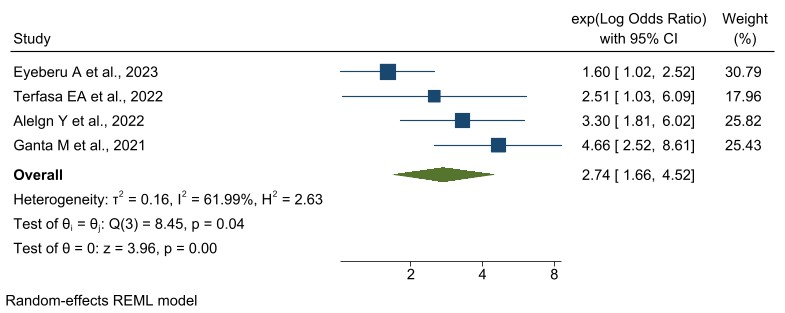 exp(Log Odds Ratio) Weight
Study with 95% CI (%)
Eyeberu A et al., 2023 1.60 [ 1.02, 2.52] 30.79
Terfasa EA et al., 2022 2.51 [ 1.03, 6.09] 17.96
Alelgn Y et al., 2022 3.30 [ 1.81, 6.02] 25.82
Ganta M et al., 2021 4.66 [ 2.52, 8.61] 25.43
Overall 2.74 [ 1.66, 4.52]
Heterogeneity: τ² = 0.16, I² = 61.99%, H² = 2.63
Test of θᵢ = θⱼ: Q(3) = 8.45, p = 0.04
Test of θ = 0: z = 3.96, p = 0.00
2 4 8
Random-effects REML model